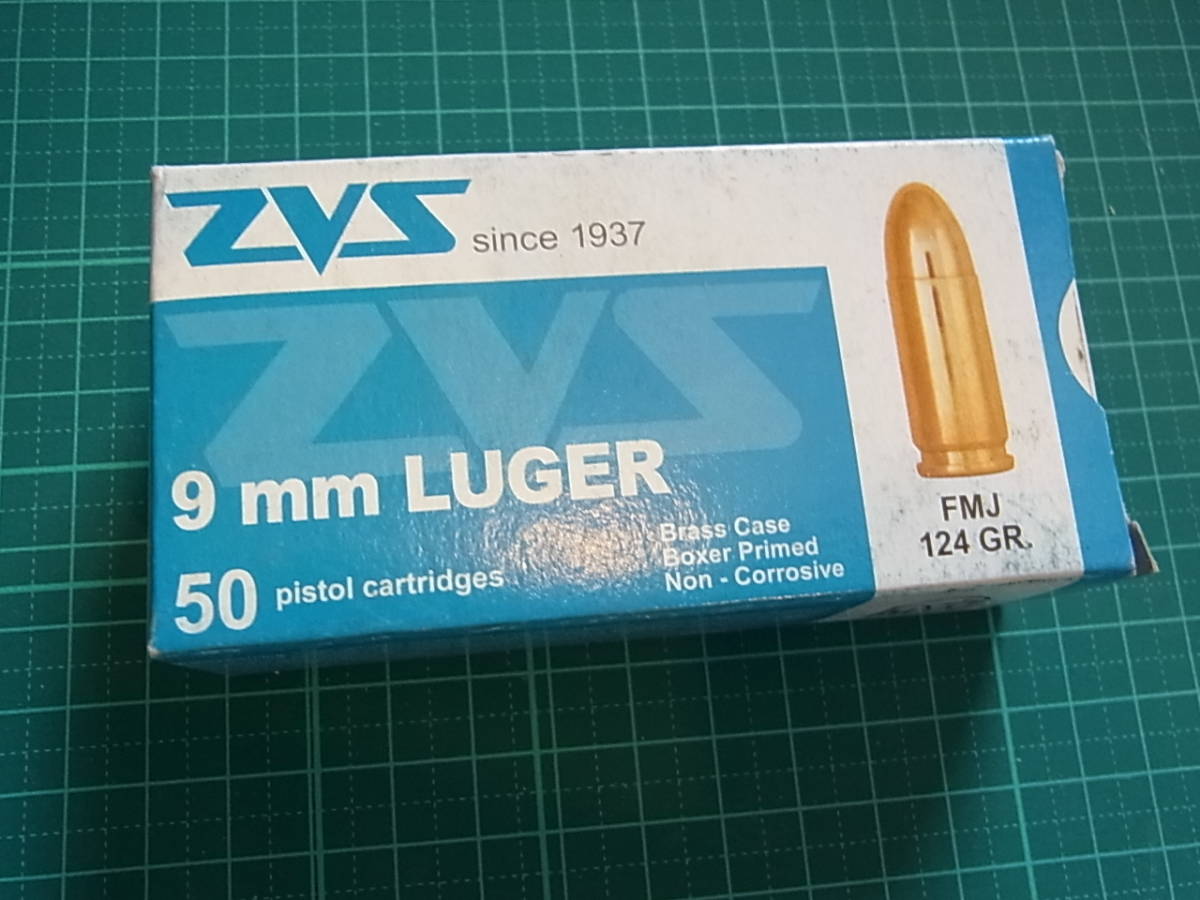 ZVS since 1937
ZVS
9 mm LUGER
50 pistol cartridges
Brass Case
Boxer Primed
Non - Corrosive
FMJ
124 GR.